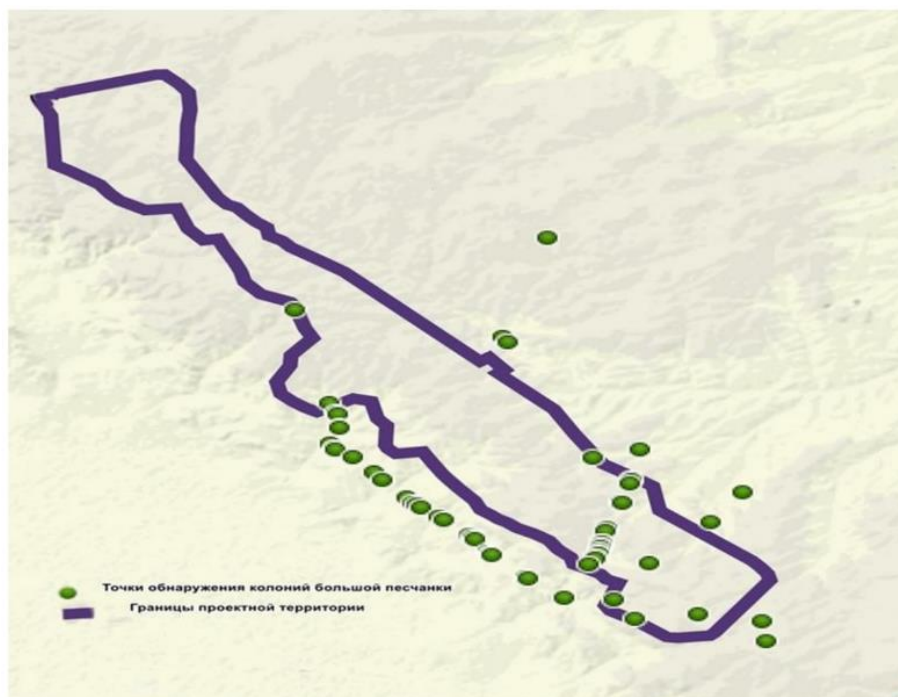 Точки обнаружения колоний большой песчанки
Границы проектной территории